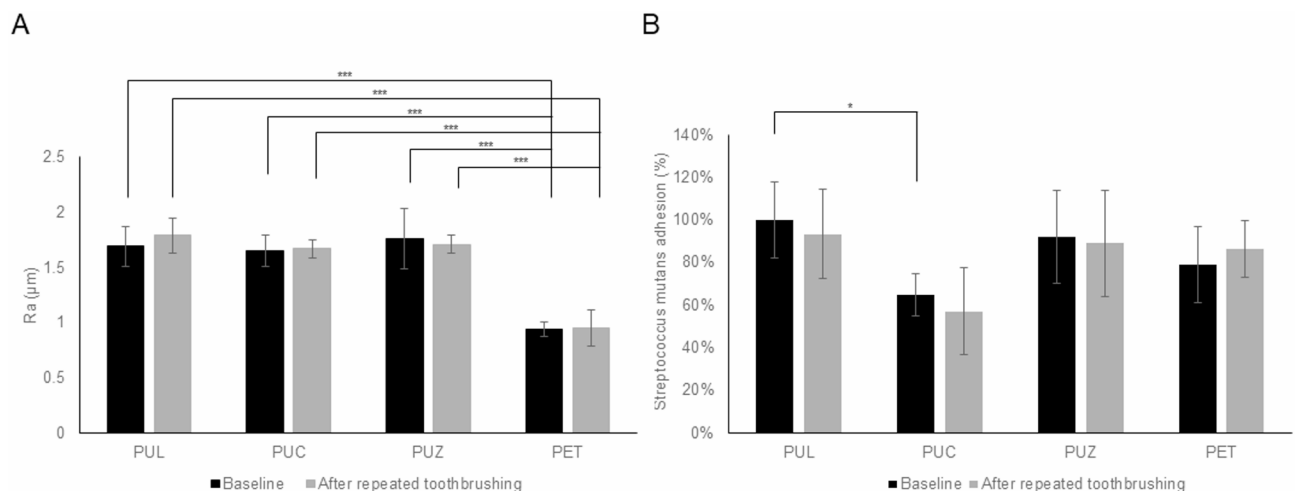 A
***
***
***
***
***
***
2.5
2
1.5
1
0.5
0
Ra (µm)
PUL PUC PUZ PET
Baseline After repeated toothbrushing
B
*
140%
120%
100%
80%
60%
40%
20%
0%
Streptococcus mutans adhesion (%)
PUL PUC PUZ PET
Baseline After repeated toothbrushing